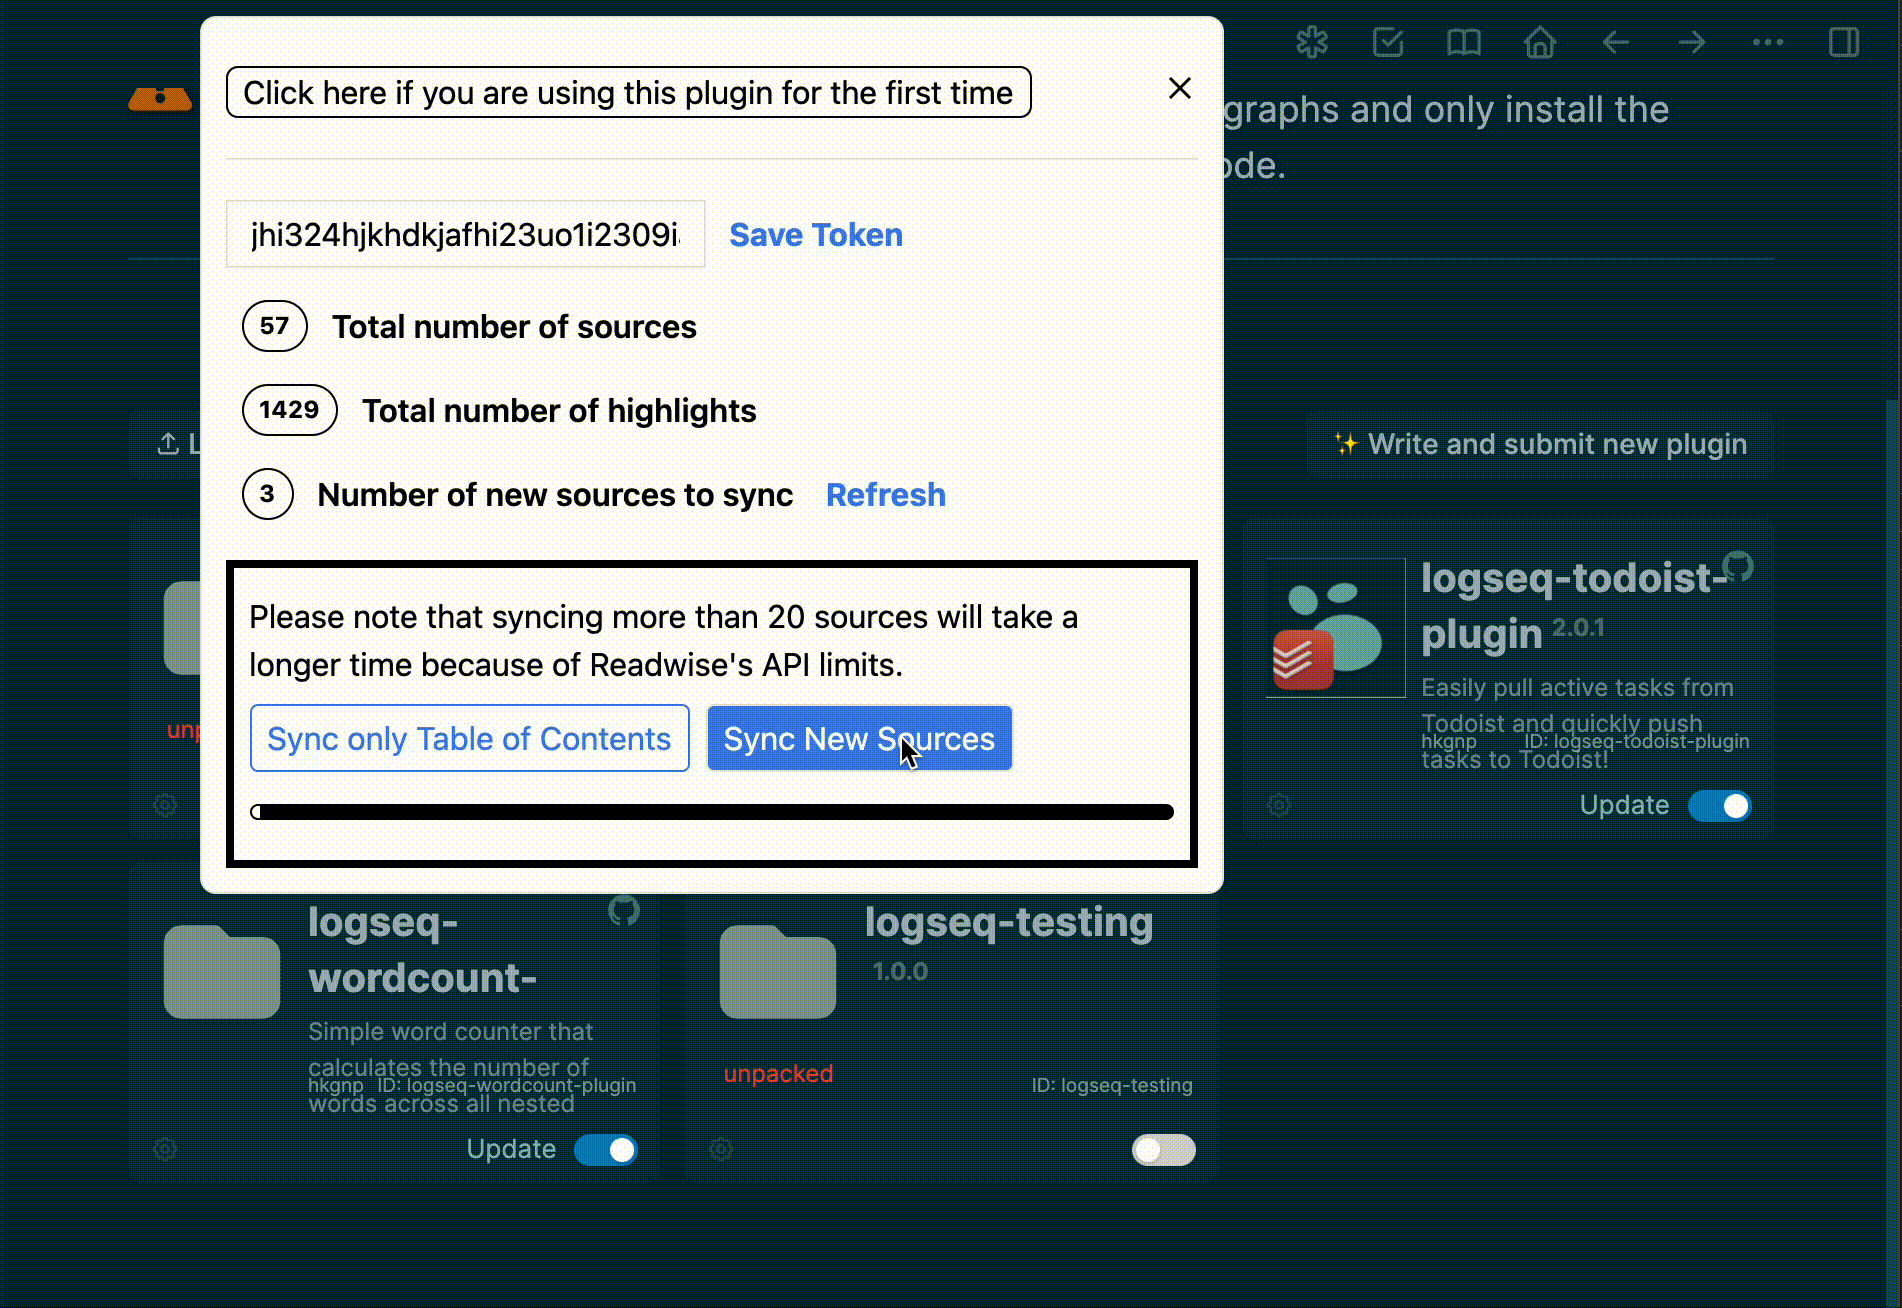 Click here if you are using this plugin for the first time
graphs and only install the
ode.
jhi324hjkhdkjafhi23uo1i2309i
Save Token
57 Total number of sources
1429 Total number of highlights
3 Number of new sources to sync Refresh
✨ Write and submit new plugin
Please note that syncing more than 20 sources will take a
longer time because of Readwise's API limits.
Sync only Table of Contents
Sync New Sources
logseq-todoist-
plugin 2.0.1
Easily pull active tasks from
Todoist and quickly push
tasks to Todoist!
hkgnp ID: logseq-todoist-plugin
Update
unp
logseq-
wordcount-
Simple word counter that
calculates the number of
words across all nested
hkgnp ID: logseq-wordcount-plugin
Update
logseq-testing
1.0.0
unpacked
ID: logseq-testing